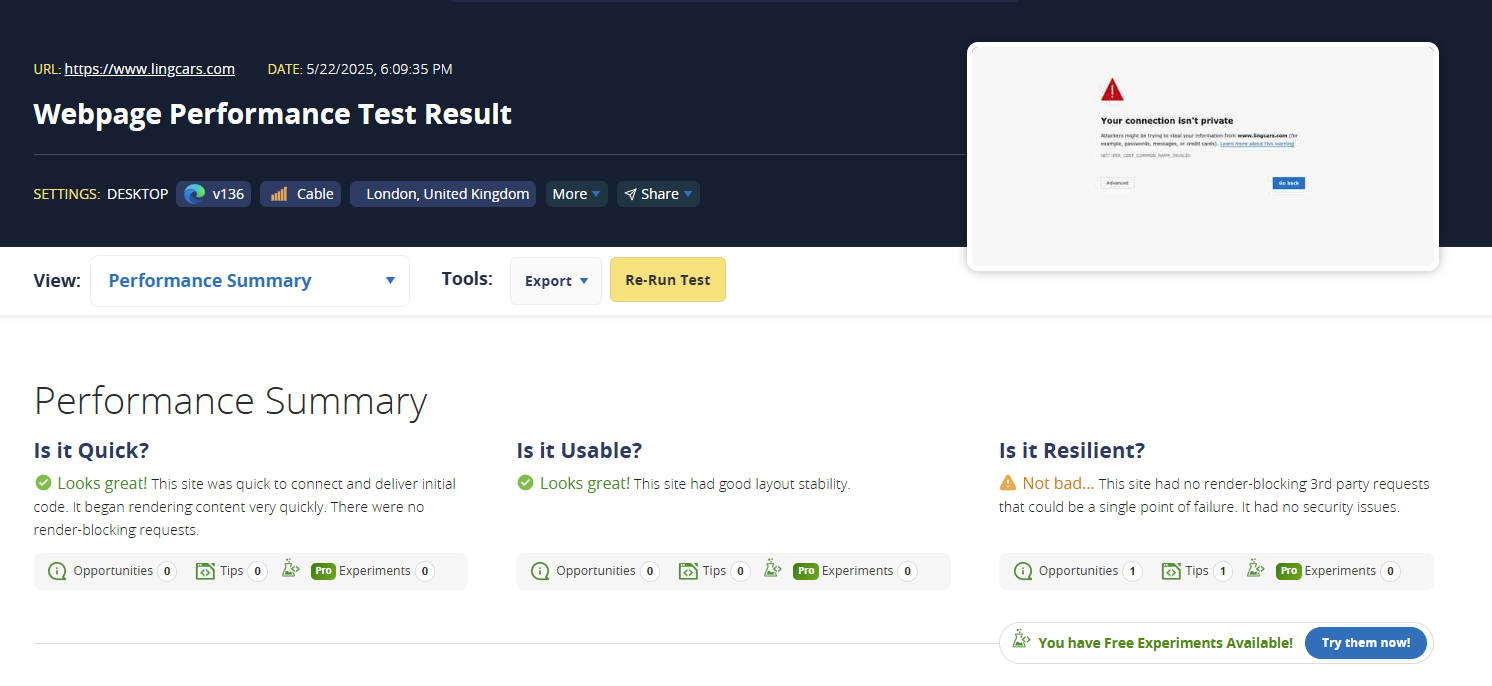 URL: https://www.lingcars.com DATE: 5/22/2025, 6:09:35 PM
Webpage Performance Test Result
SETTINGS: DESKTOP v136 Cable London, United Kingdom More Share
Your connection isn't private
Attackers might be trying to steal your information from www.lingcars.com (for
example, passwords, messages, or credit cards). Learn more about this warning
NET::ERR_CERT_COMMON_NAME_INVALID
Advanced Go back
View: Performance Summary Tools: Export Re-Run Test
Performance Summary
Is it Quick?
Looks great! This site was quick to connect and deliver initial
code. It began rendering content very quickly. There were no
render-blocking requests.
Opportunities 0 Tips 0 Pro Experiments 0
Is it Usable?
Looks great! This site had good layout stability.
Opportunities 0 Tips 0 Pro Experiments 0
Is it Resilient?
Not bad... This site had no render-blocking 3rd party requests
that could be a single point of failure. It had no security issues.
Opportunities 1 Tips 1 Pro Experiments 0
You have Free Experiments Available! Try them now!